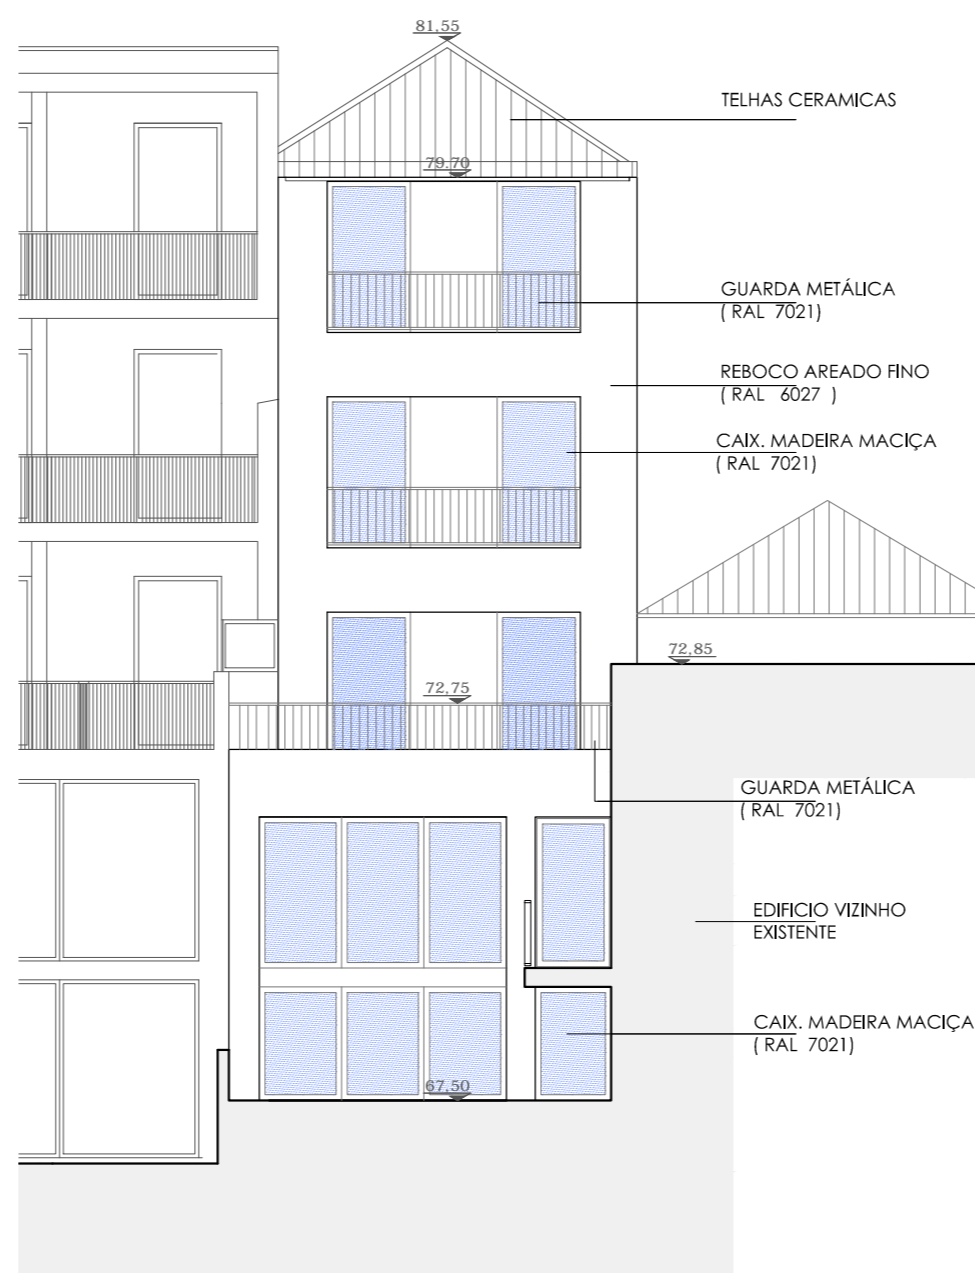 81,55
TELHAS CERAMICAS
79.70
GUARDA METÁLICA
( RAL 7021)
REBOCO AREADO FINO
( RAL 6027 )
CAIX. MADEIRA MACIÇA
( RAL 7021)
72,85
72,75
GUARDA METÁLICA
( RAL 7021)
EDIFICIO VIZINHO
EXISTENTE
CAIX. MADEIRA MACIÇA
( RAL 7021)
67,50